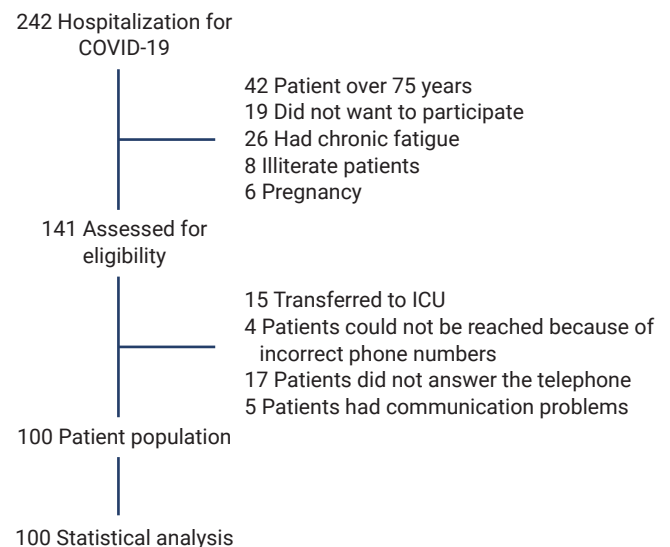 242 Hospitalization for
COVID-19
42 Patient over 75 years
19 Did not want to participate
26 Had chronic fatigue
8 Illiterate patients
6 Pregnancy
141 Assessed for
eligibility
15 Transferred to ICU
4 Patients could not be reached because of
incorrect phone numbers
17 Patients did not answer the telephone
5 Patients had communication problems
100 Patient population
100 Statistical analysis